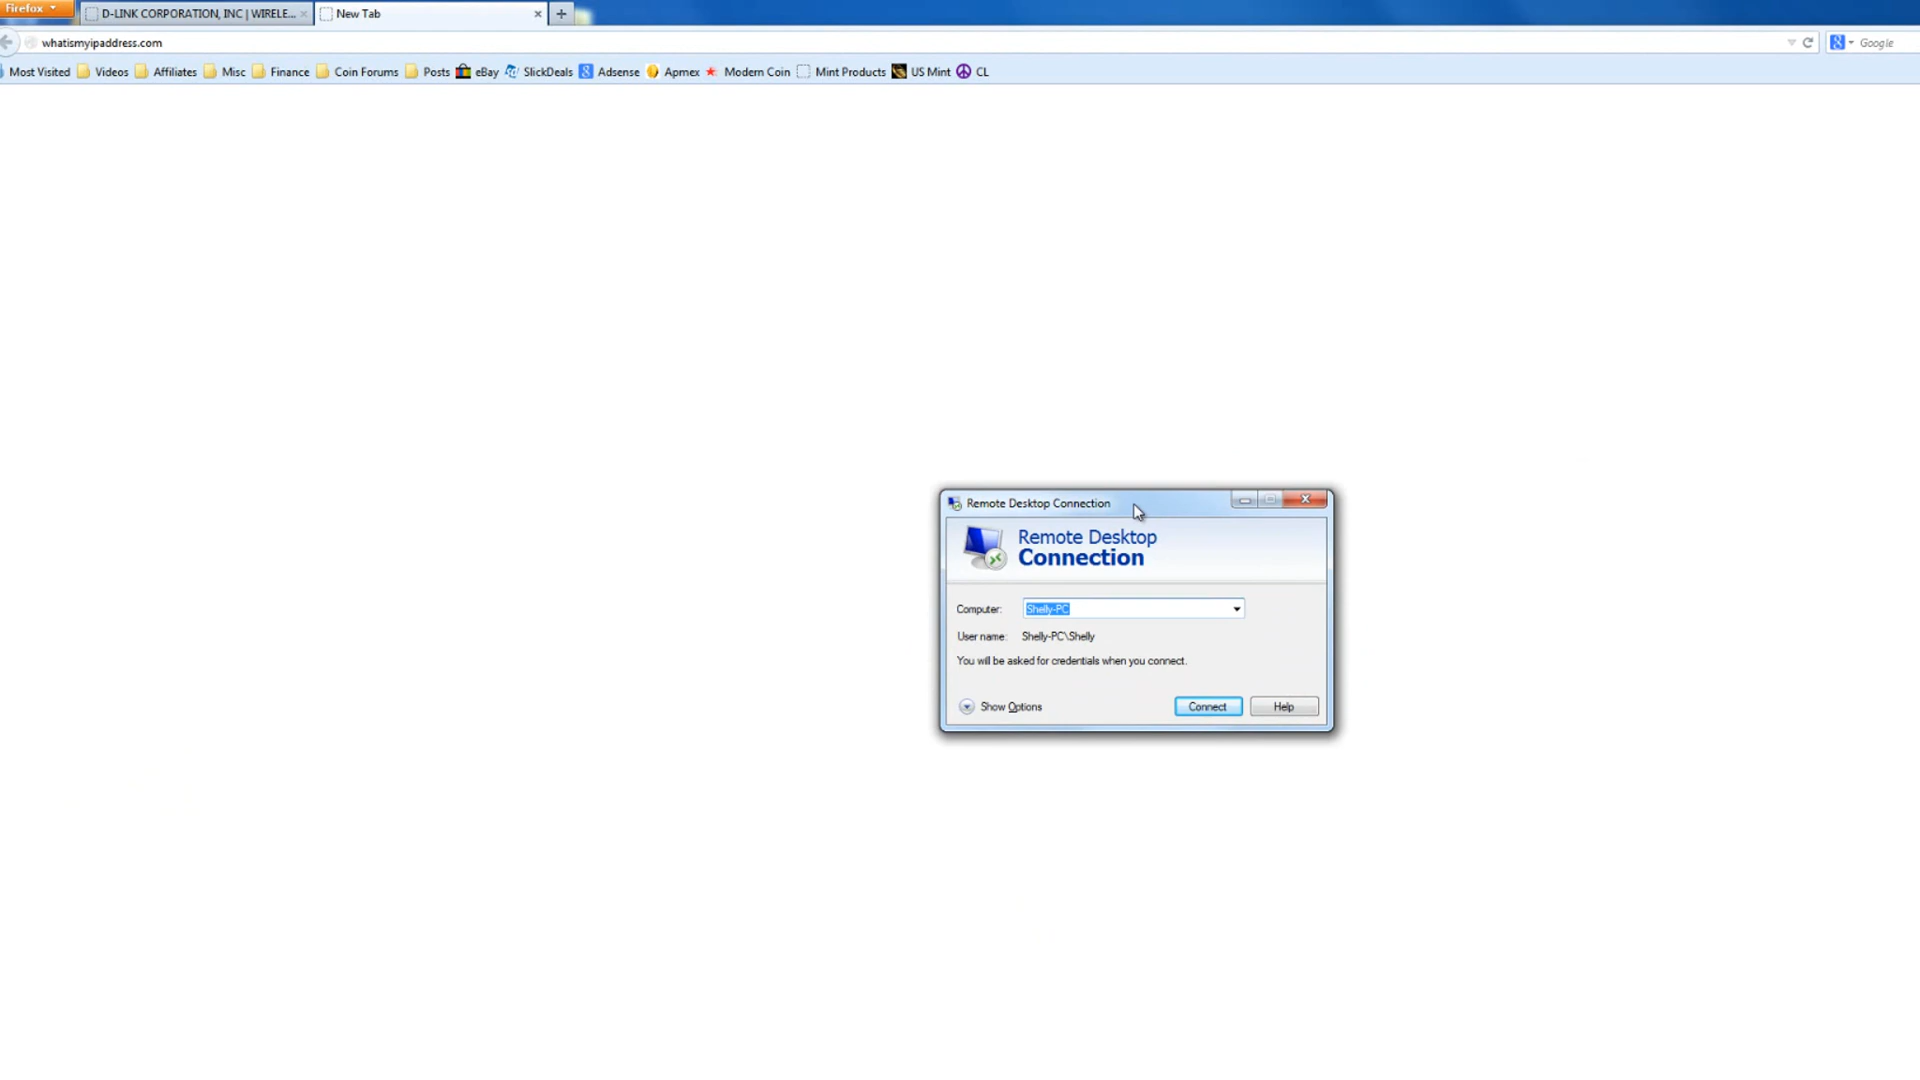 Firefox
D-LINK CORPORATION, INC | WIRELE...
New Tab
whatismyipaddress.com
Google
Most Visited Videos Affiliates Misc Finance Coin Forums Posts eBay SlickDeals Adsense Apmex Modern Coin Mint Products US Mint CL
Remote Desktop Connection
Remote Desktop
Connection
Computer: Shelly-PC
User name: Shelly-PC\Shelly
You will be asked for credentials when you connect.
Show Options Connect Help